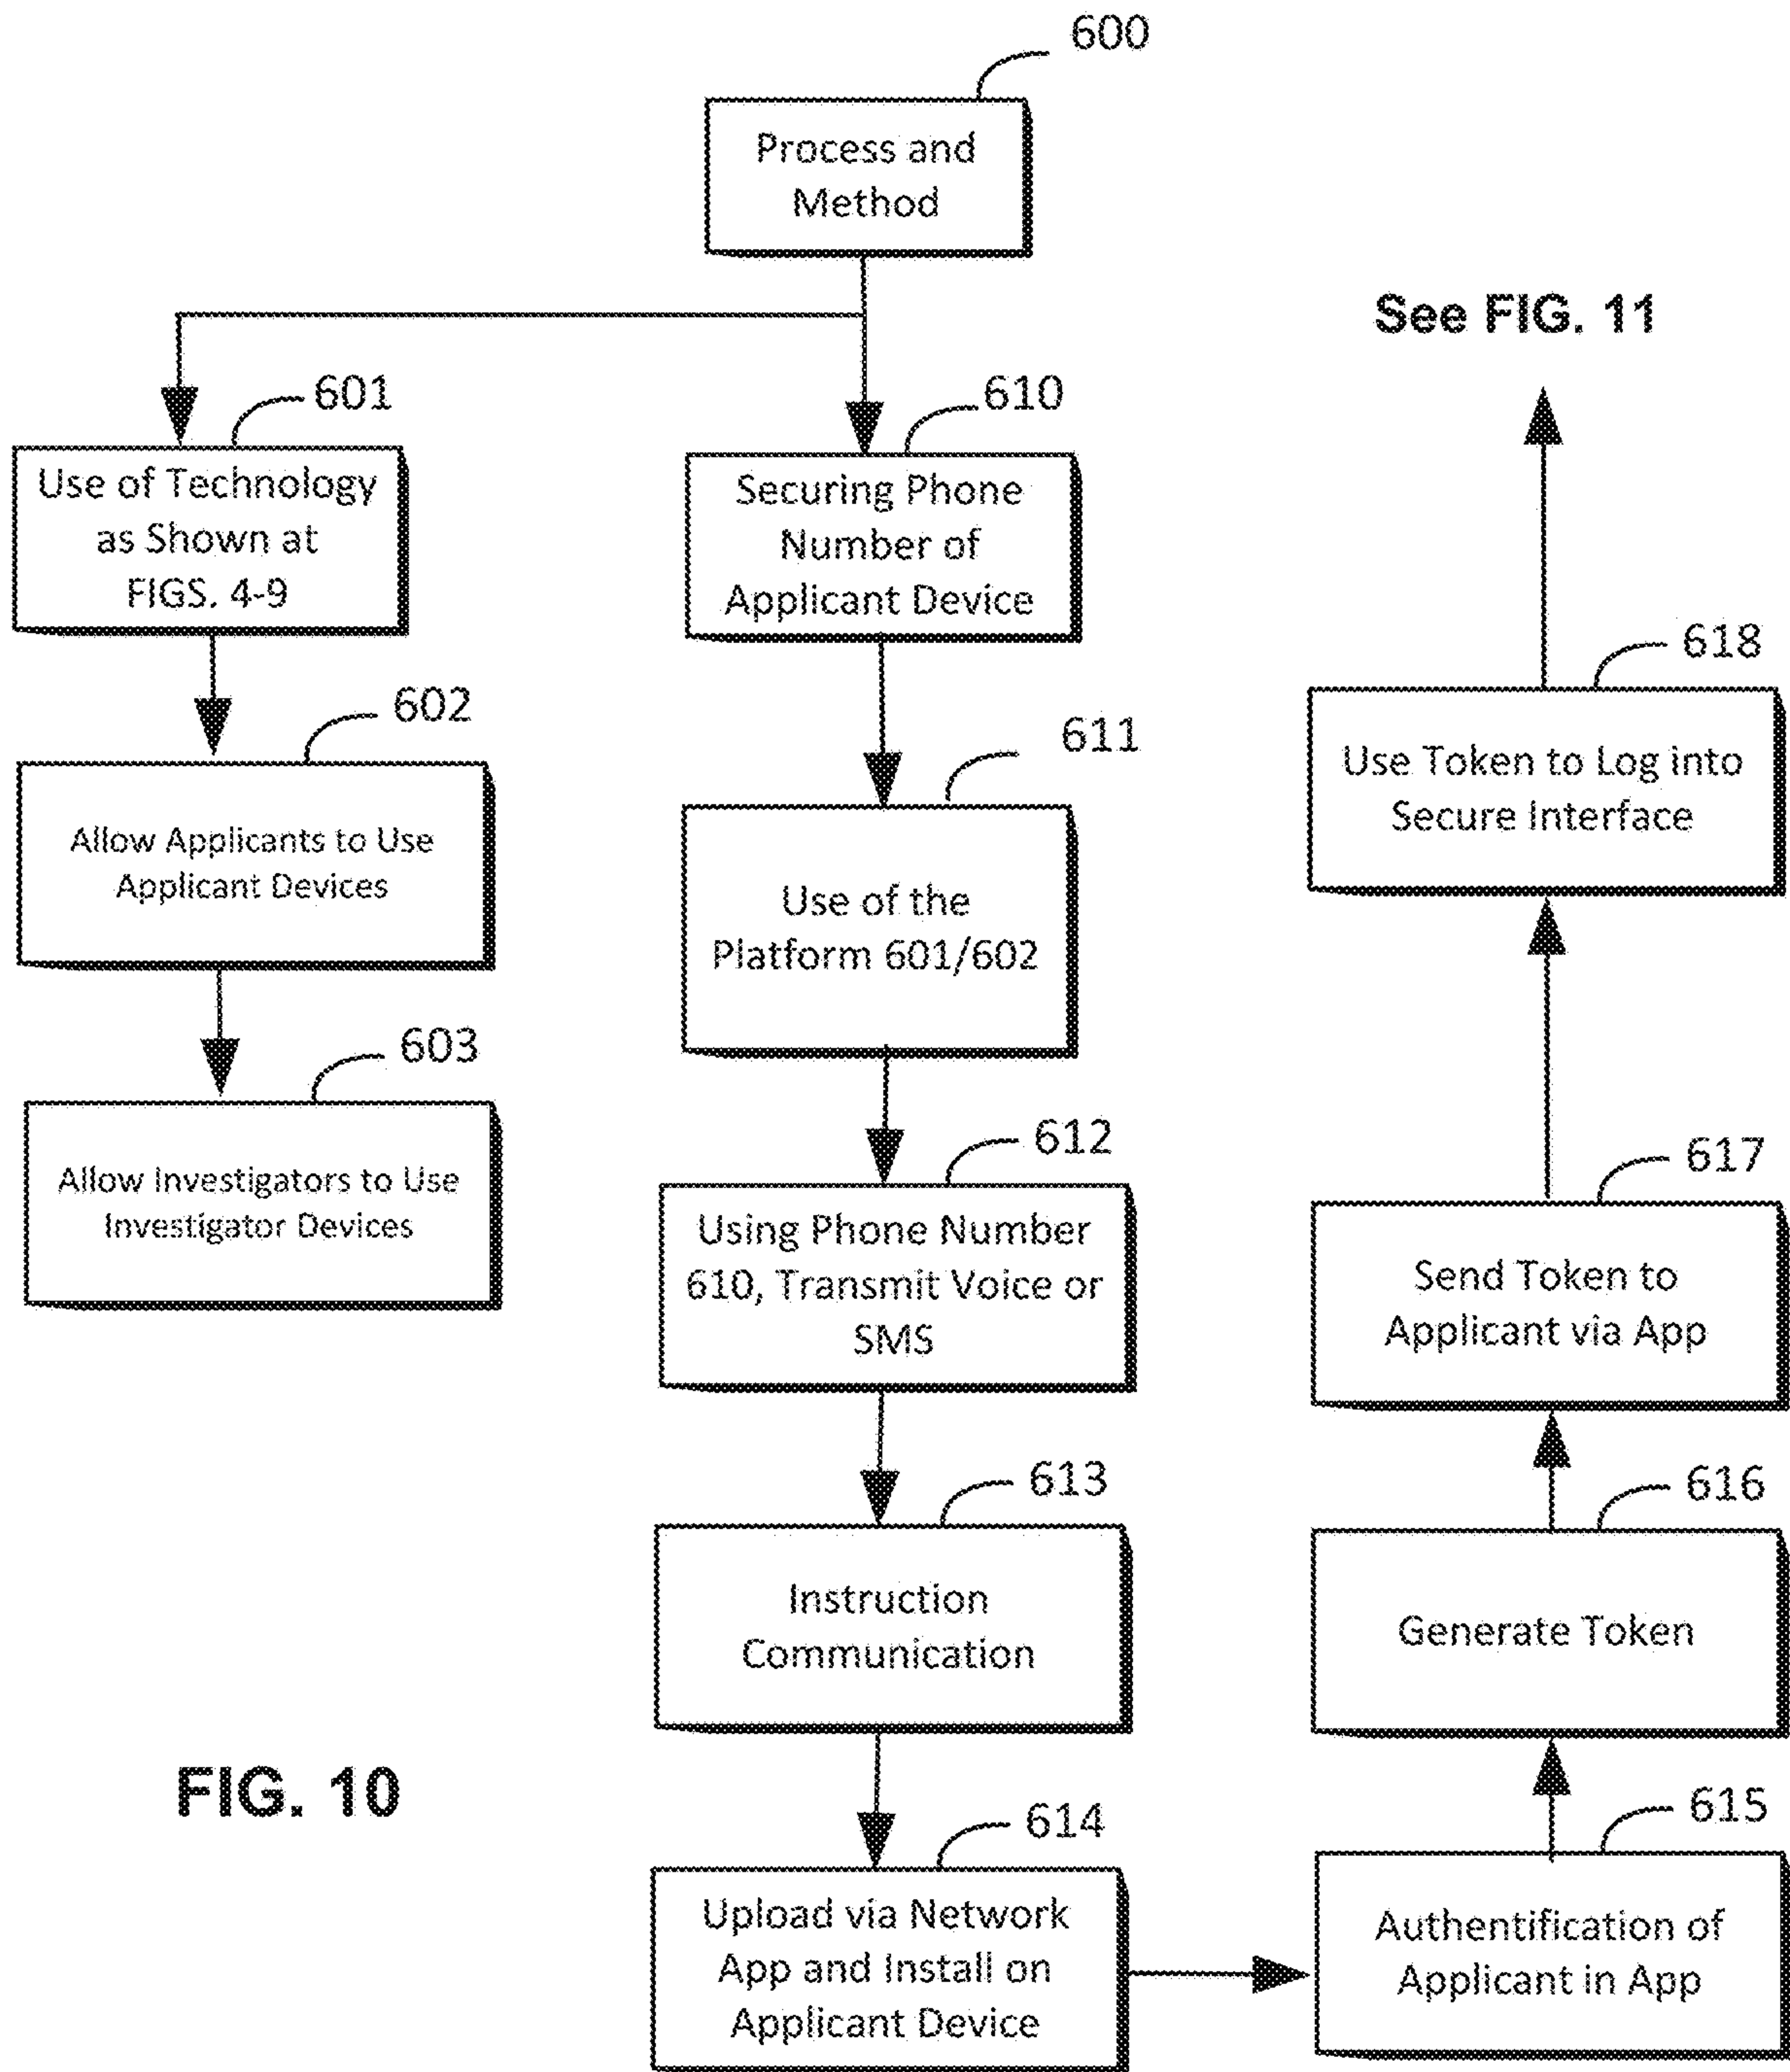 600
Process and
Method
See FIG. 11
601
Use of Technology
as Shown at
FIGS. 4-9
602
Allow Applicants to Use
Applicant Devices
603
Allow Investigators to Use
Investigator Devices
610
Securing Phone
Number of
Applicant Device
611
Use of the
Platform 601/602
612
Using Phone Number
610, Transmit Voice or
SMS
613
Instruction
Communication
614
Upload via Network
App and Install on
Applicant Device
615
Authentification of
Applicant in App
616
Generate Token
617
Send Token to
Applicant via App
618
Use Token to Log into
Secure Interface
FIG. 10